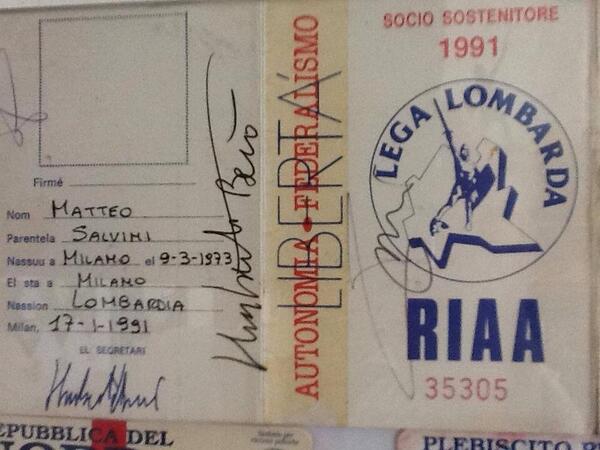 Firmé
Nom MATTEO
Parentela SALVINI
Nassuu a MILANO el 9-3-1973
El sta a MILANO
Nassion LOMBARDIA
Milan, 17-1-1991
EL SEGRETARI
AUTONOMIA • FEDERALISMO
LIBERTÀ
SOCIO SOSTENITORE
1991
LEGA LOMBARDA
RIAA
35305
EPUBBLICA DEL
PLEBISCITO